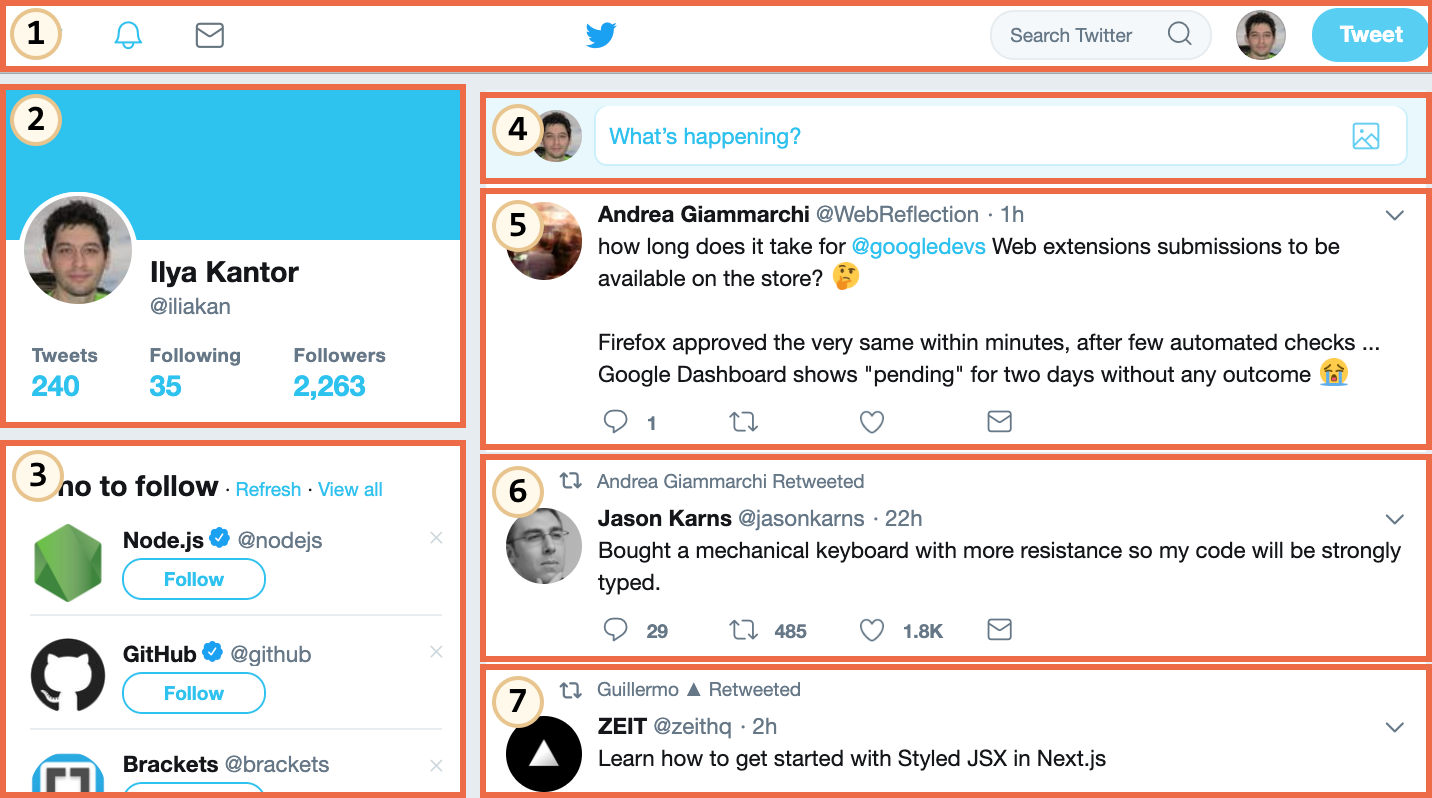 1
Search Twitter
Tweet
2
Ilya Kantor
@iliakan
Tweets Following Followers
240 35 2,263
3
no to follow · Refresh · View all
Node.js @nodejs
Follow
GitHub @github
Follow
Brackets @brackets
4
What's happening?
5
Andrea Giammarchi @WebReflection · 1h
how long does it take for @googledevs Web extensions submissions to be
available on the store? 🤔
Firefox approved the very same within minutes, after few automated checks ...
Google Dashboard shows "pending" for two days without any outcome 😭
1
6
Andrea Giammarchi Retweeted
Jason Karns @jasonkarns · 22h
Bought a mechanical keyboard with more resistance so my code will be strongly
typed.
29 485 1.8K
7
Guillermo ▲ Retweeted
ZEIT @zeithq · 2h
Learn how to get started with Styled JSX in Next.js